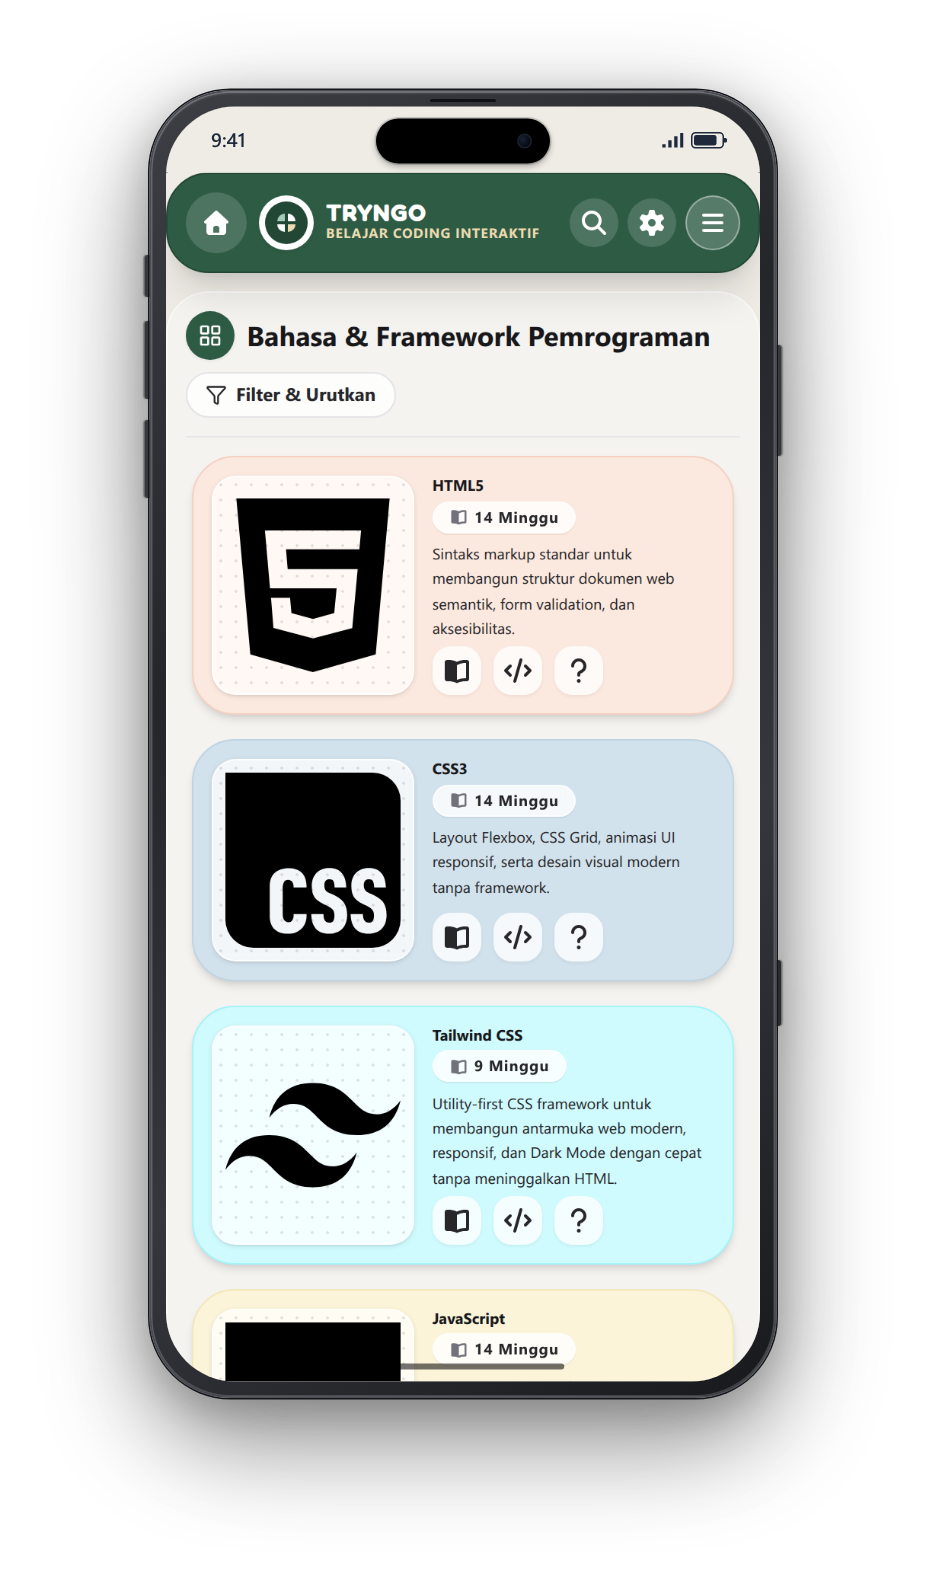 9:41
TRYNGO
BELAJAR CODING INTERAKTIF
Bahasa & Framework Pemrograman
Filter & Urutkan
HTML5
14 Minggu
Sintaks markup standar untuk
membangun struktur dokumen web
semantik, form validation, dan
aksesibilitas.
?
CSS
CSS3
14 Minggu
Layout Flexbox, CSS Grid, animasi UI
responsif, serta desain visual modern
tanpa framework.
?
Tailwind CSS
9 Minggu
Utility-first CSS framework untuk
membangun antarmuka web modern,
responsif, dan Dark Mode dengan cepat
tanpa meninggalkan HTML.
?
JavaScript
14 Minggu